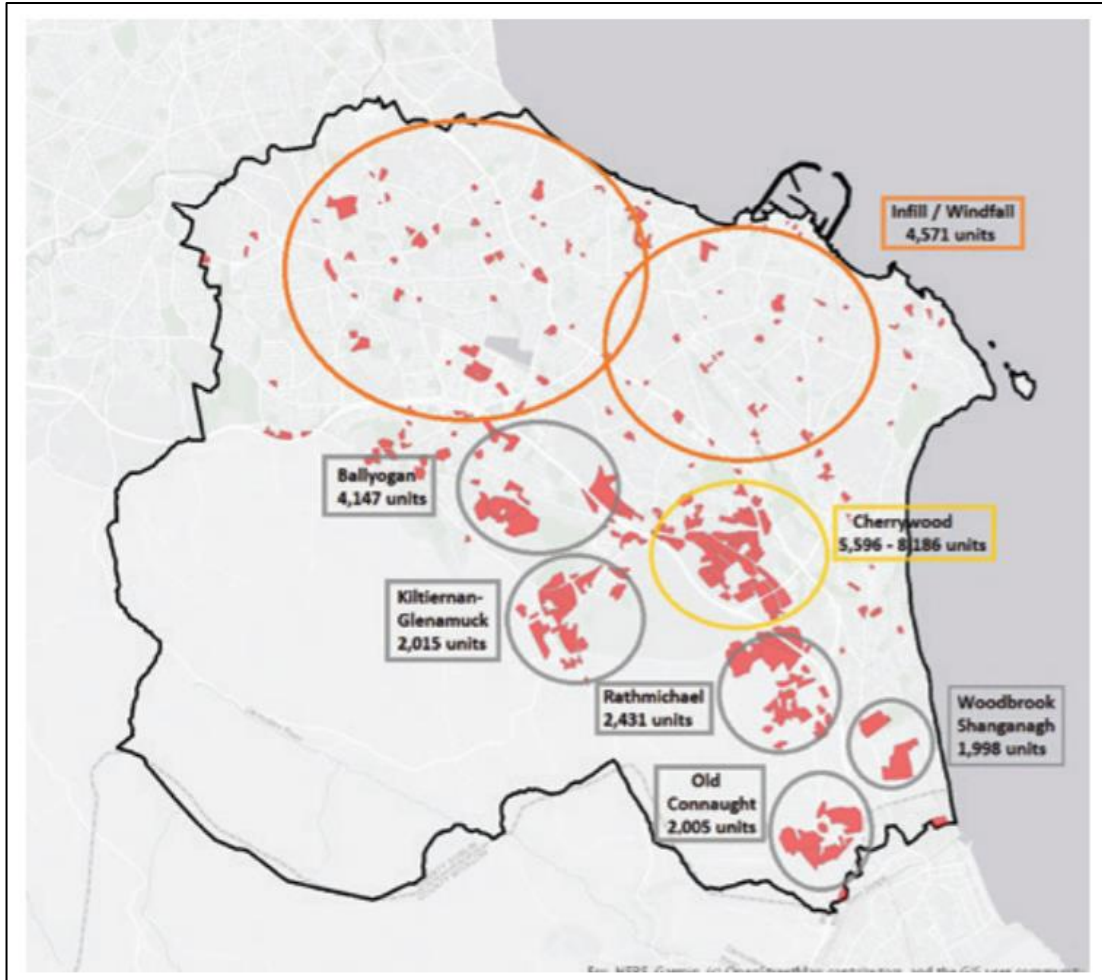 Infill / Windfall
4,571 units
Ballyogan
4,147 units
Cherrywood
5,596 - 8,186 units
Kiltiernan-
Glenamuck
2,015 units
Rathmichael
2,431 units
Woodbrook
Shanganagh
1,998 units
Old
Connaught
2,005 units